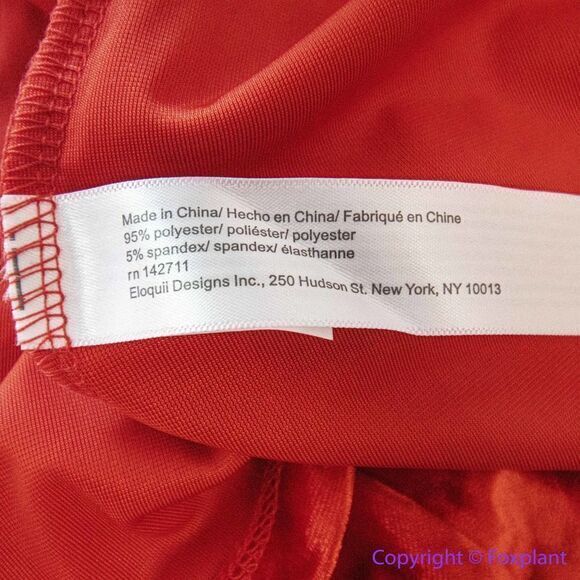 Made in China/ Hecho en China/ Fabriqué en Chine
95% polyester/ poliéster/ polyester
5% spandex/ spandex/ élasthanne
rn 142711
Eloquii Designs Inc., 250 Hudson St. New York, NY 10013
Copyright © Foxplant